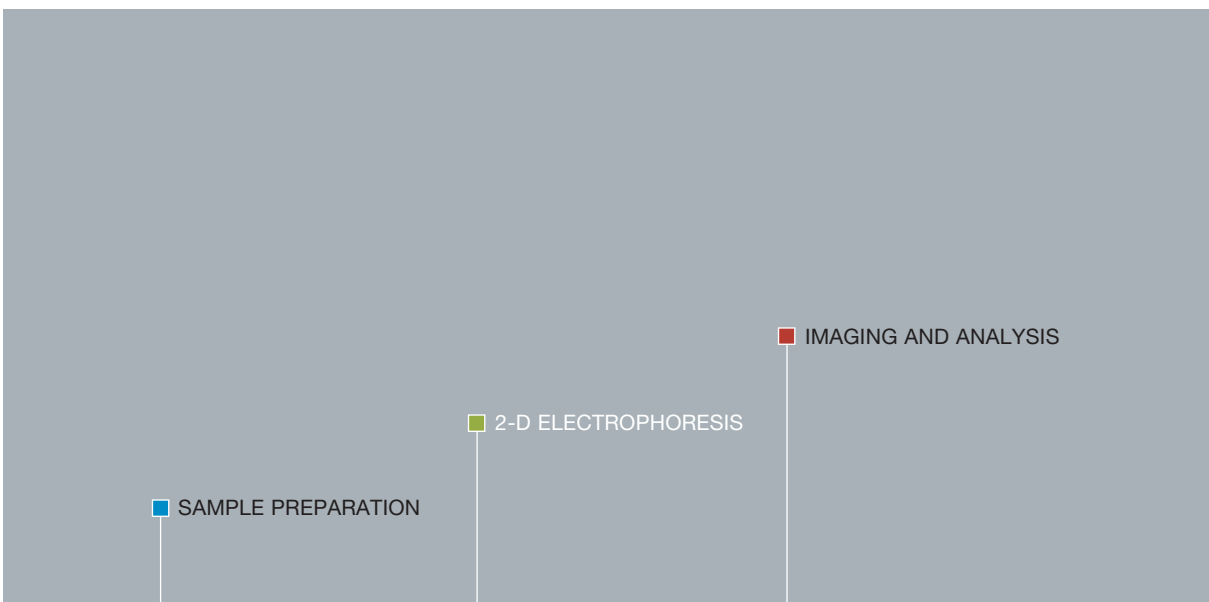 IMAGING AND ANALYSIS
2-D ELECTROPHORESIS
SAMPLE PREPARATION